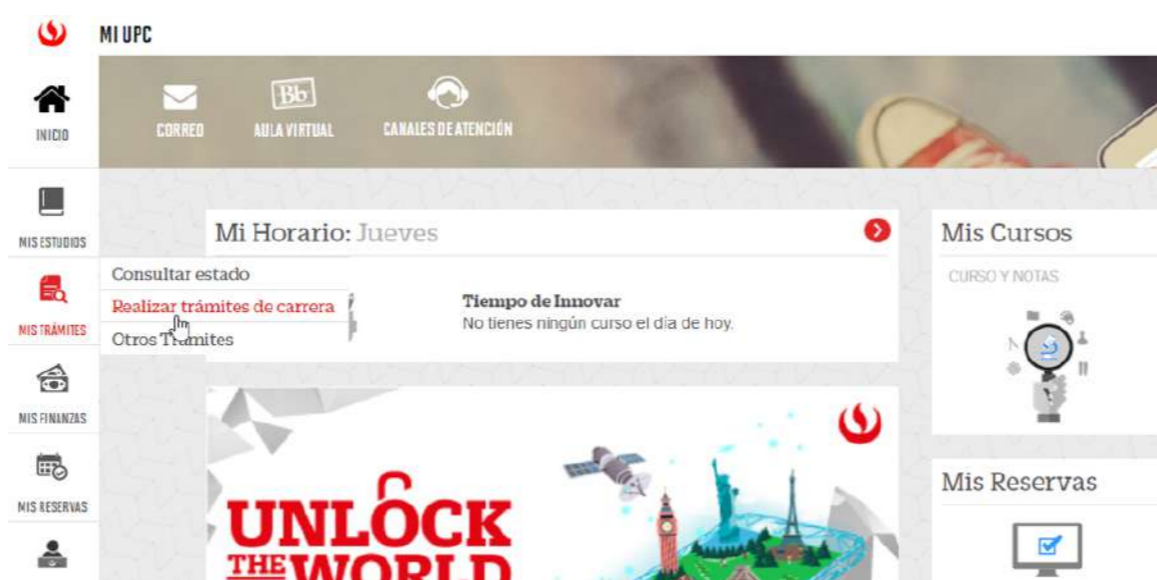 MI UPC
INICIO
CORREO
Bb
AULA VIRTUAL
CANALES DE ATENCIÓN
MIS ESTUDIOS
Mi Horario: Jueves
Mis Cursos
CURSO Y NOTAS
MIS TRÁMITES
Consultar estado
Realizar trámites de carrera
Otros Trámites
Tiempo de Innovar
No tienes ningún curso el día de hoy.
MIS FINANZAS
MIS RESERVAS
UNLOCK
THE WORLD
Mis Reservas